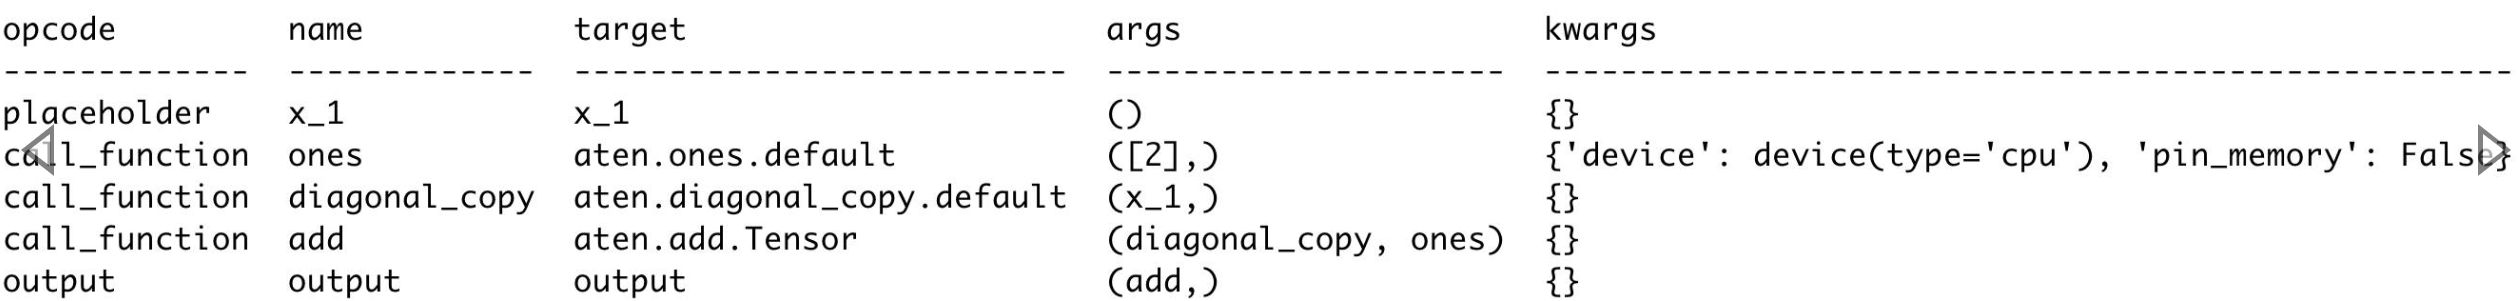 opcode name target args kwargs
------------- ------------- -------------------------- --------------------- ---------------------------------------------------
placeholder x_1 x_1 () {}
call_function ones aten.ones.default ([2],) {'device': device(type='cpu'), 'pin_memory': False}
call_function diagonal_copy aten.diagonal_copy.default (x_1,) {}
call_function add aten.add.Tensor (diagonal_copy, ones) {}
output output output (add,) {}